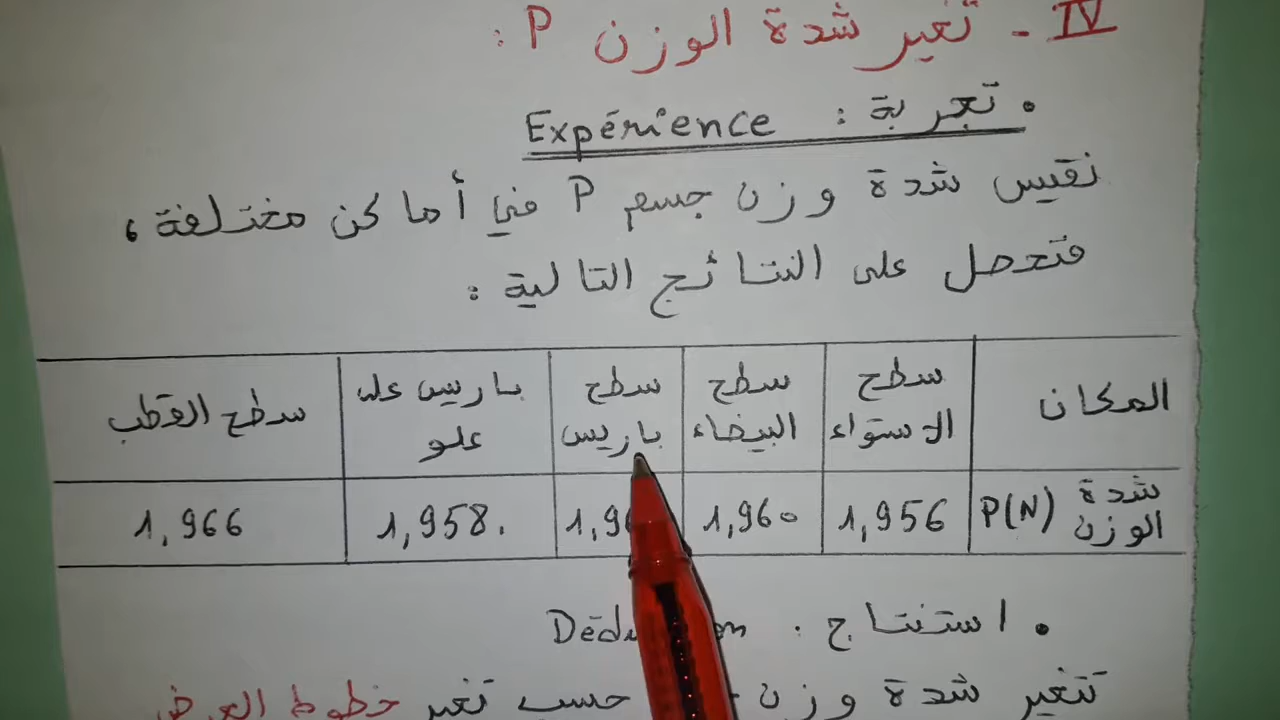 IV - تغير شدة الوزن P :
• تجربة : Expérience
نقيس شدة وزن جسم P في أماكن مختلفة ،
فنحصل على النتائج التالية :
المكان سطح الاستواء سطح البيضاء سطح باريس باريس على علو سطح القطب
شدة الوزن P(N) 1,956 1,960 1,958. 1,966
• استنتاج .
تتغير شدة وزن حسب تغير خطوط العرض